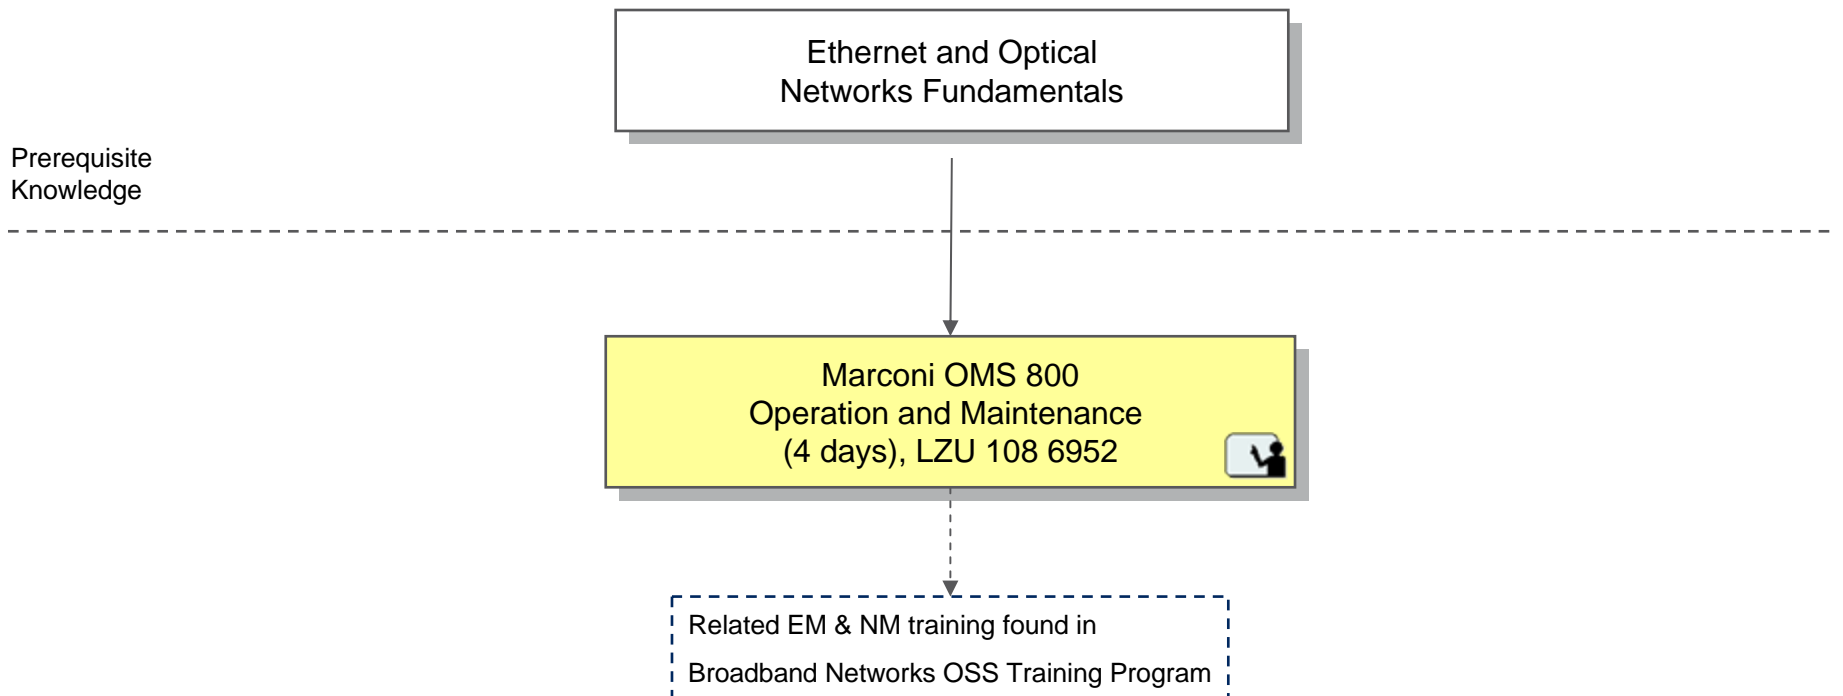 Ethernet and Optical
Networks Fundamentals
Prerequisite
Knowledge
Marconi OMS 800
Operation and Maintenance
(4 days), LZU 108 6952
Related EM & NM training found in
Broadband Networks OSS Training Program